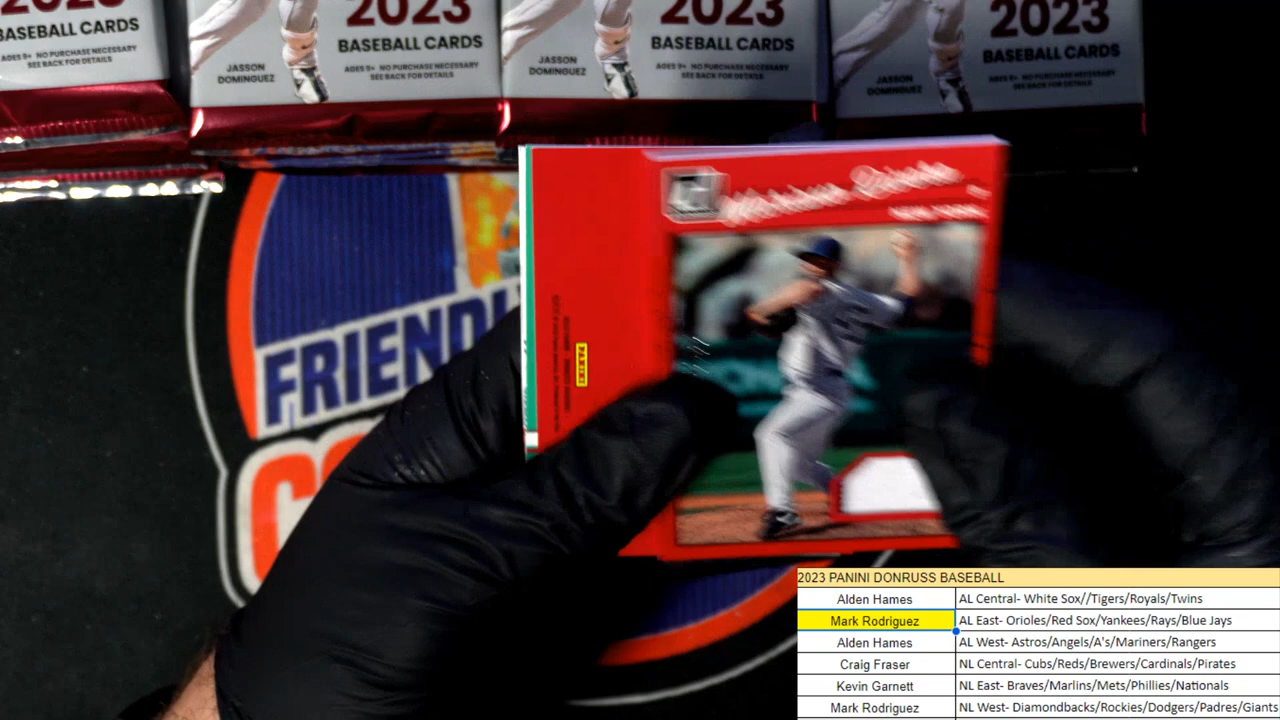 2023
BASEBALL CARDS
AGES 9+ NO PURCHASE NECESSARY
SEE BACK FOR DETAILS
2023
BASEBALL CARDS
AGES 9+ NO PURCHASE NECESSARY
SEE BACK FOR DETAILS
JASSON
DOMINGUEZ
2023
BASEBALL CARDS
AGES 9+ NO PURCHASE NECESSARY
SEE BACK FOR DETAILS
JASSON
DOMINGUEZ
2023
BASEBALL CARDS
AGES 9+ NO PURCHASE NECESSARY
SEE BACK FOR DETAILS
JASSON
DOMINGUEZ
FRIENDL
CO
PANINI
2023 PANINI DONRUSS BASEBALL
Alden Hames AL Central- White Sox//Tigers/Royals/Twins
Mark Rodriguez AL East- Orioles/Red Sox/Yankees/Rays/Blue Jays
Alden Hames AL West- Astros/Angels/A's/Mariners/Rangers
Craig Fraser NL Central- Cubs/Reds/Brewers/Cardinals/Pirates
Kevin Garnett NL East- Braves/Marlins/Mets/Phillies/Nationals
Mark Rodriguez NL West- Diamondbacks/Rockies/Dodgers/Padres/Giants